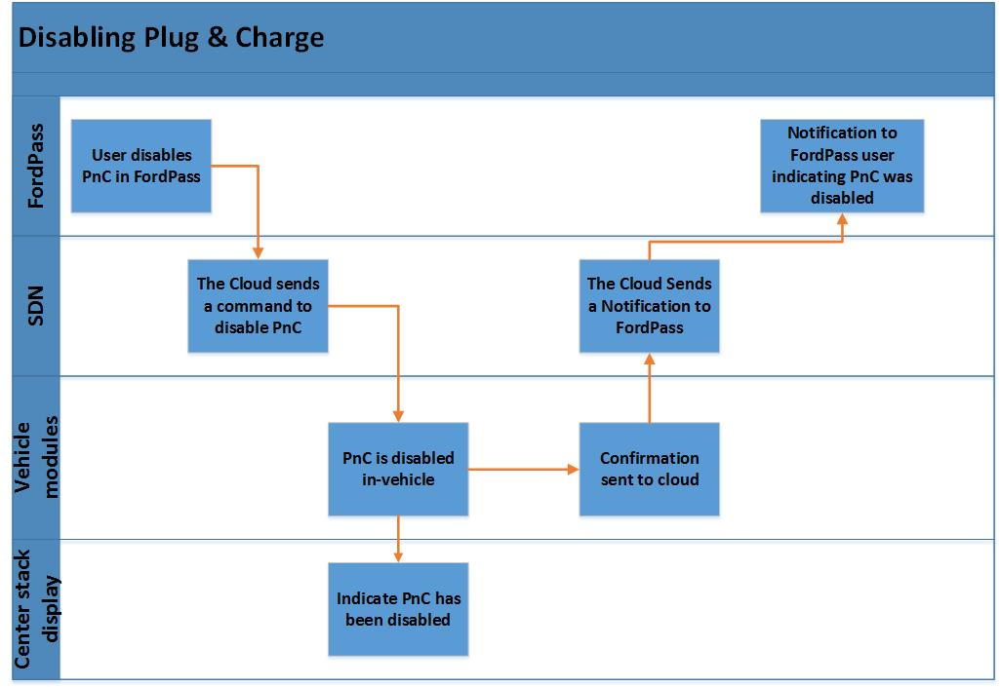 Disabling Plug & Charge
FordPass
User disables
PnC in FordPass
Notification to
FordPass user
indicating PnC was
disabled
SDN
The Cloud sends
a command to
disable PnC
The Cloud Sends
a Notification to
FordPass
Vehicle
modules
PnC is disabled
in-vehicle
Confirmation
sent to cloud
Center stack
display
Indicate PnC has
been disabled